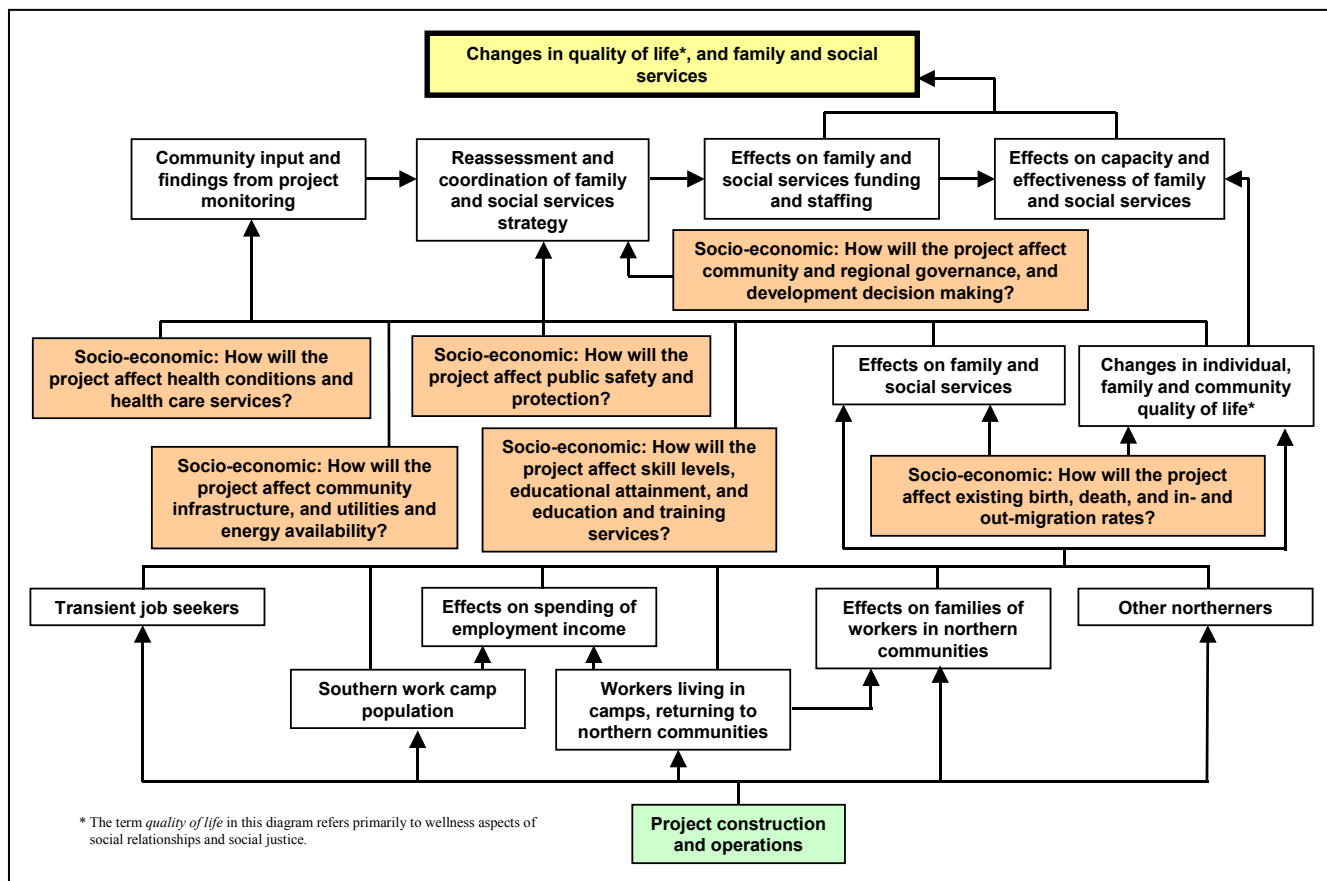 Changes in quality of life*, and family and social
services
Community input and
findings from project
monitoring
Reassessment and
coordination of family
and social services
strategy
Effects on family and
social services funding
and staffing
Effects on capacity and
effectiveness of family
and social services
Socio-economic: How will the project affect
community and regional governance, and
development decision making?
Socio-economic: How will the
project affect health conditions and
health care services?
Socio-economic: How will the
project affect public safety and
protection?
Effects on family and
social services
Changes in individual,
family and community
quality of life*
Socio-economic: How will the
project affect community
infrastructure, and utilities and
energy availability?
Socio-economic: How will the
project affect skill levels,
educational attainment, and
education and training
services?
Socio-economic: How will the project
affect existing birth, death, and in- and
out-migration rates?
Transient job seekers
Effects on spending of
employment income
Effects on families of
workers in northern
communities
Other northerners
Southern work camp
population
Workers living in
camps, returning to
northern communities
* The term quality of life in this diagram refers primarily to wellness aspects of
social relationships and social justice.
Project construction
and operations